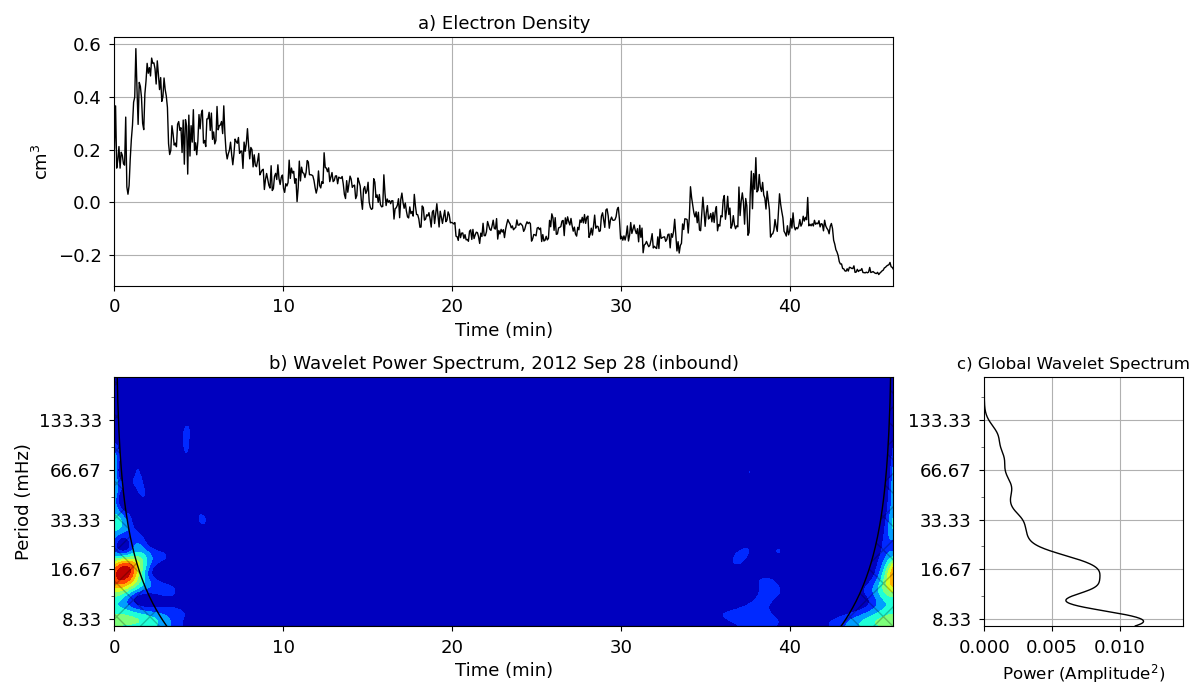 a) Electron Density
0.6
0.4
0.2
0.0
−0.2
cm³
0 10 20 30 40
Time (min)
b) Wavelet Power Spectrum, 2012 Sep 28 (inbound)
133.33
66.67
33.33
16.67
8.33
Period (mHz)
0 10 20 30 40
Time (min)
c) Global Wavelet Spectrum
133.33
66.67
33.33
16.67
8.33
0.000 0.005 0.010
Power (Amplitude²)